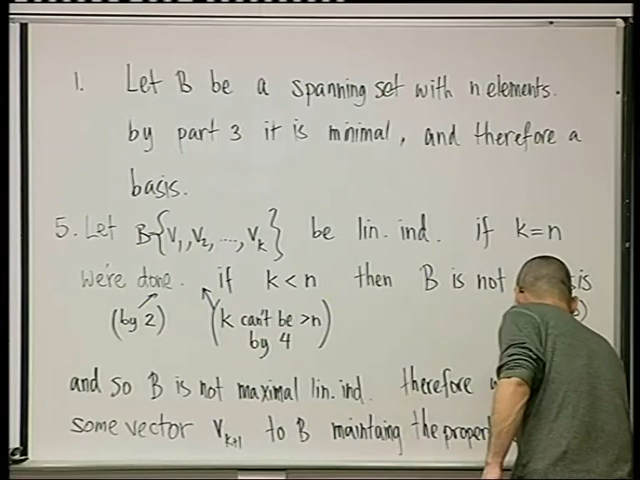 1. Let B be a spanning set with n elements.
by part 3 it is minimal, and therefore a
basis.
5. Let B={v₁,v₂,...,vₖ} be lin. ind. if k=n
we're done. if k<n then B is not
(by 2) (k can't be >n)
by 4
and so B is not maximal lin. ind. therefore
some vector vₖ₊₁ to B maintaing the